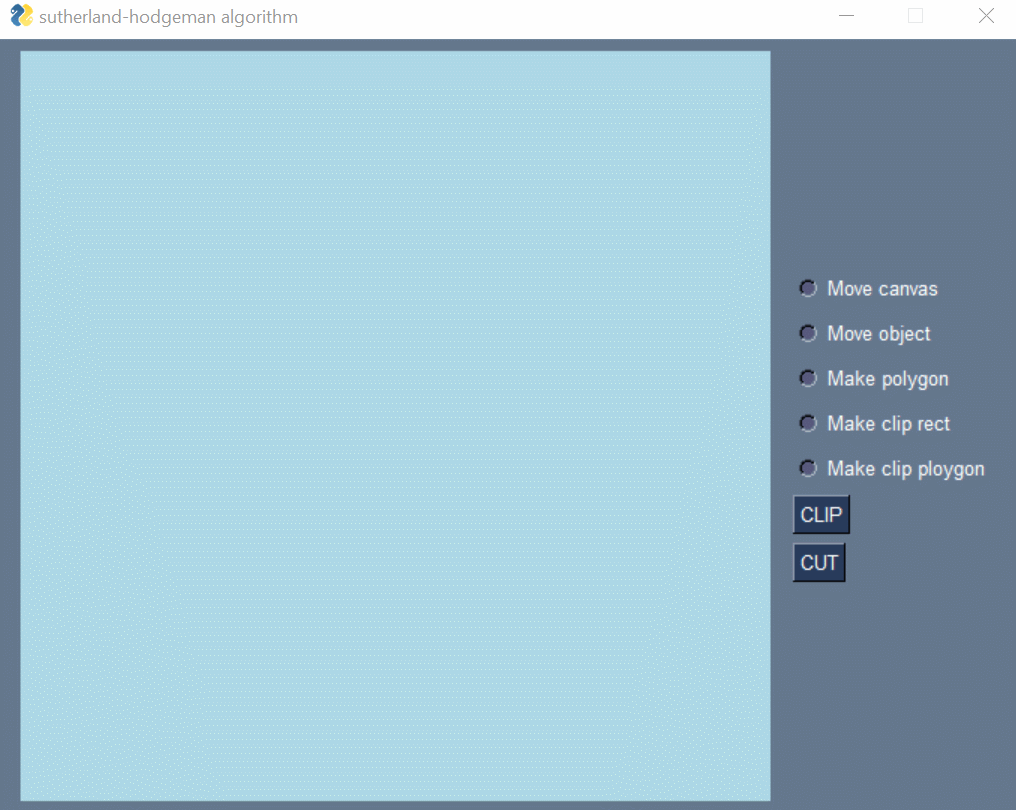 sutherland-hodgeman algorithm
Move canvas
Move object
Make polygon
Make clip rect
Make clip ploygon
CLIP
CUT